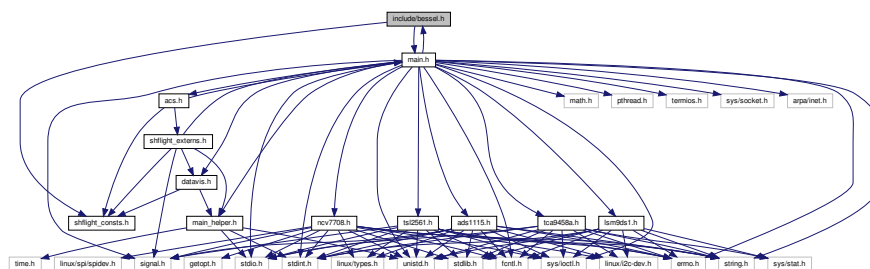 include/bessel.h
main.h
acs.h
math.h
pthread.h
termios.h
sys/socket.h
arpa/inet.h
shflight_externs.h
datavis.h
shflight_consts.h
main_helper.h
ncv7708.h
tsl2561.h
ads1115.h
tca9458a.h
lsm9ds1.h
time.h
linux/spi/spidev.h
signal.h
getopt.h
stdio.h
stdint.h
linux/types.h
unistd.h
stdlib.h
fcntl.h
sys/ioctl.h
linux/i2c-dev.h
errno.h
string.h
sys/stat.h